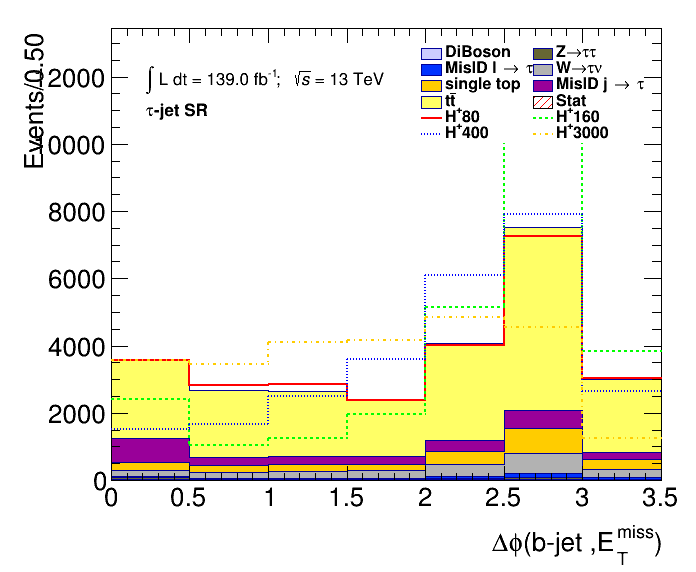 Events/0.50
12000
10000
8000
6000
4000
2000
0
∫ L dt = 139.0 fb⁻¹; √s = 13 TeV
τ-jet SR
DiBoson
Z→ττ
MisID l → τ
W→τν
single top
MisID j → τ
tt̄
Stat
H⁺80
H⁺160
H⁺400
H⁺3000
0 0.5 1 1.5 2 2.5 3 3.5
Δϕ(b-jet ,E_T^miss)